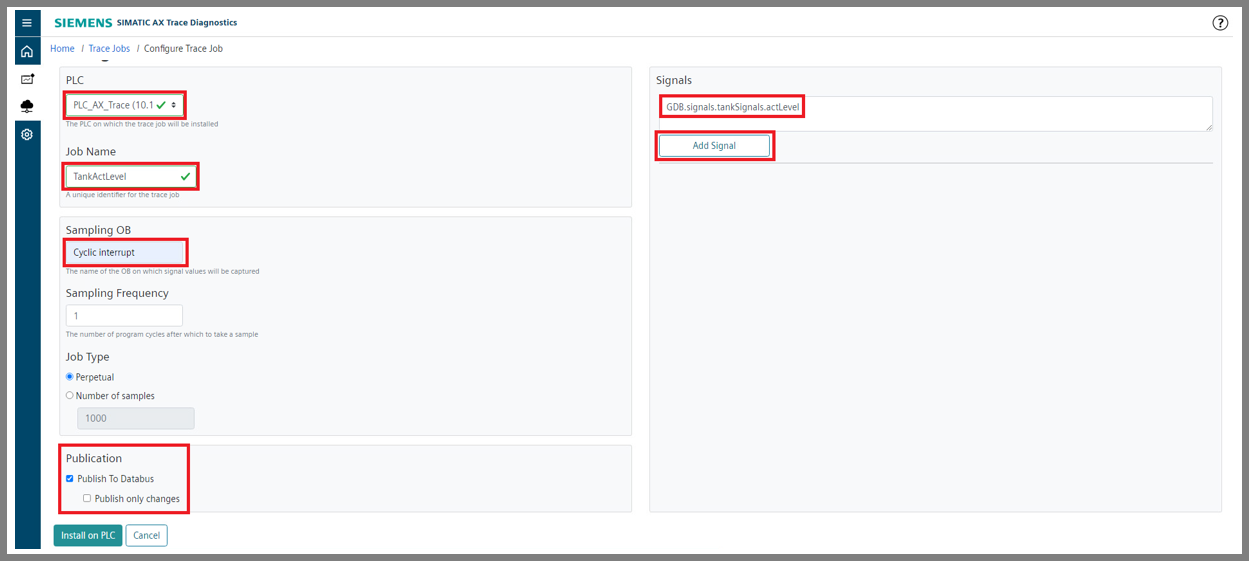 SIEMENS SIMATIC AX Trace Diagnostics
?
Home / Trace Jobs / Configure Trace Job
PLC
PLC_AX_Trace (10.1
The PLC on which the trace job will be installed
Job Name
TankActLevel
A unique identifier for the trace job
Sampling OB
Cyclic interrupt
The name of the OB on which signal values will be captured
Sampling Frequency
1
The number of program cycles after which to take a sample
Job Type
Perpetual
Number of samples
1000
Publication
Publish To Databus
Publish only changes
Install on PLC Cancel
Signals
GDB.signals.tankSignals.actLevel
Add Signal